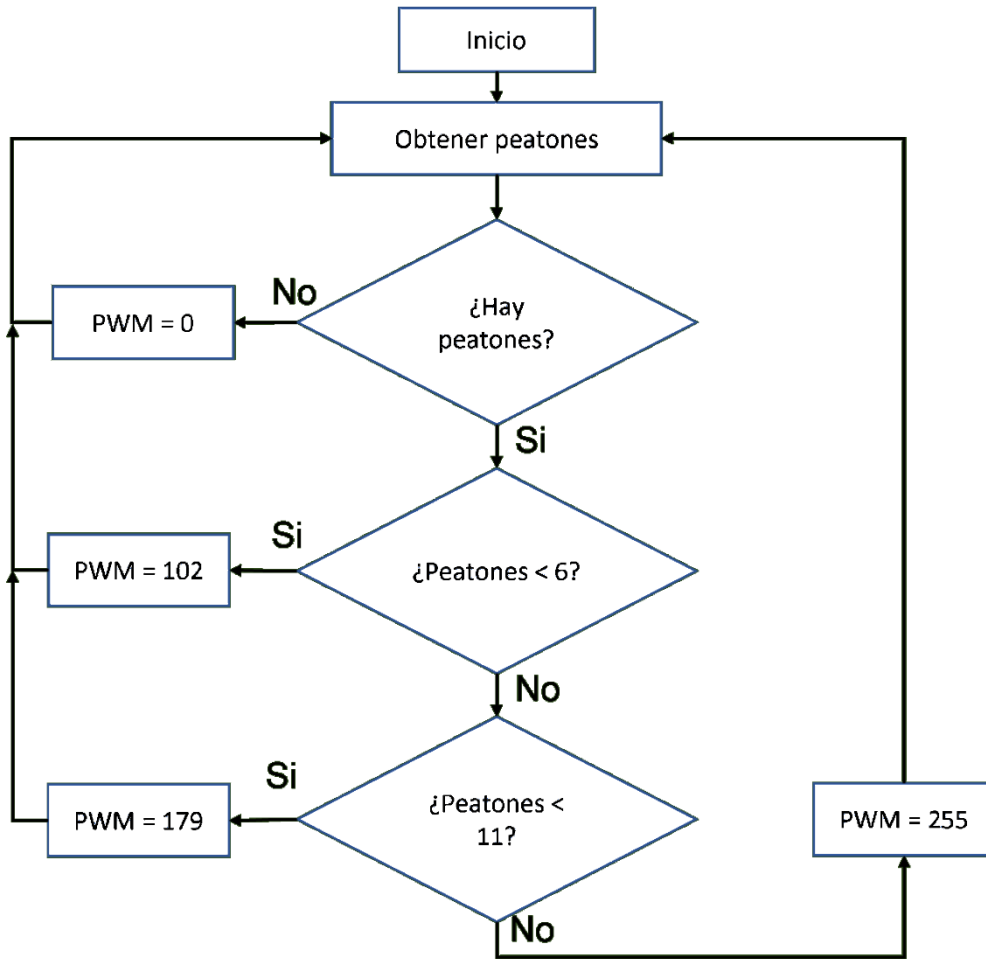 Inicio
Obtener peatones
No
¿Hay
peatones?
PWM = 0
Si
Si
¿Peatones < 6?
PWM = 102
No
Si
¿Peatones <
11?
PWM = 179
PWM = 255
No